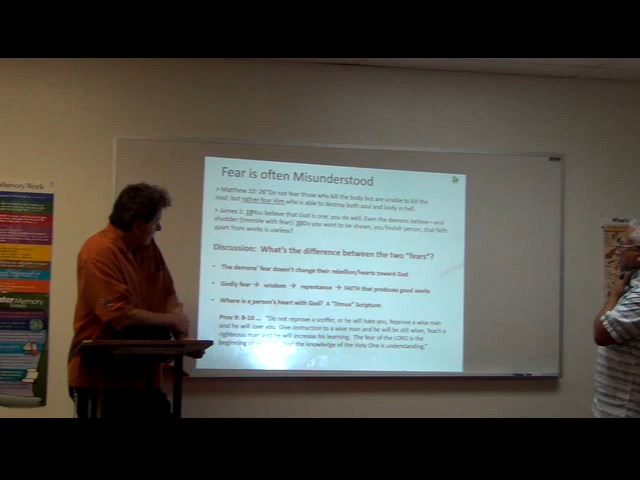 Fear is often Misunderstood
> Matthew 10: 28"Do not fear those who kill the body but are unable to kill the
soul; but rather fear Him who is able to destroy both soul and body in hell.
> James 2: 19You believe that God is one; you do well. Even the demons believe—and
shudder (tremble with fear)! 20Do you want to be shown, you foolish person, that faith
apart from works is useless?
Discussion: What's the difference between the two "fears"?
• The demons' fear doesn't change their rebellion/hearts toward God
• Godly fear → wisdom → repentance → FAITH that produces good works
• Where is a person's heart with God? A "litmus" Scripture:
Prov 9: 8-10 ... "Do not reprove a scoffer, or he will hate you, Reprove a wise man
and he will love you. Give instruction to a wise man and he will be still wiser, Teach a
righteous man and he will increase his learning. The fear of the LORD is the
beginning of the knowledge of the Holy One is understanding."
Memory Work
Memory